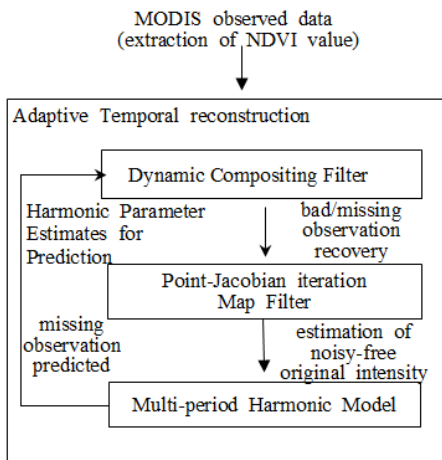 MODIS observed data
(extraction of NDVI value)
Adaptive Temporal reconstruction
Dynamic Compositing Filter
Harmonic Parameter
Estimates for
Prediction
bad/missing
observation
recovery
Point-Jacobian iteration
Map Filter
missing
observation
predicted
estimation of
noisy-free
original intensity
Multi-period Harmonic Model